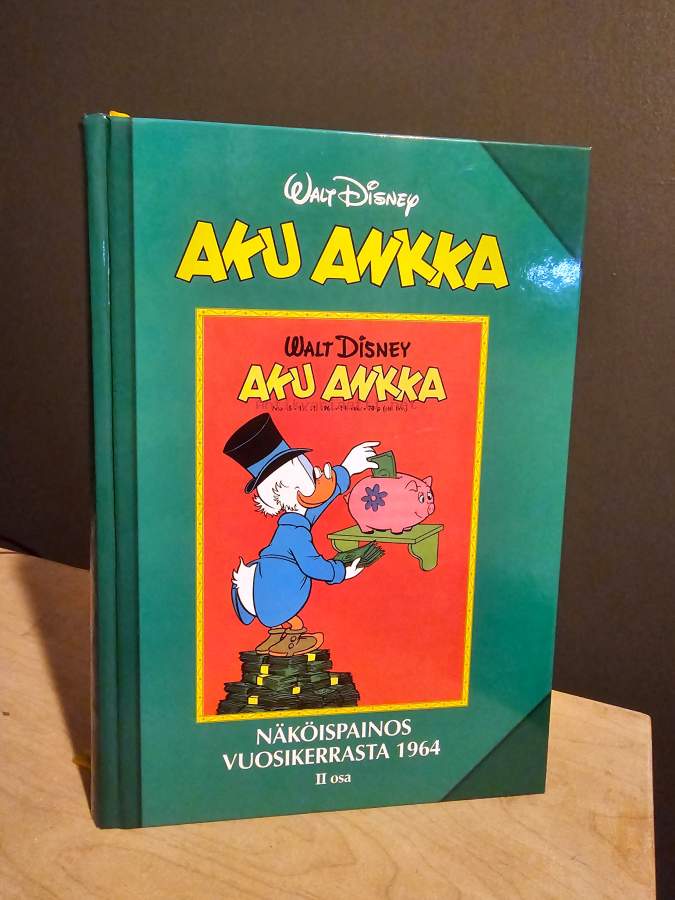 WALT DISNEY
AKU ANKKA
WALT DISNEY
AKU ANKKA
NÄKÖISPAINOS
VUOSIKERRASTA 1964
II osa